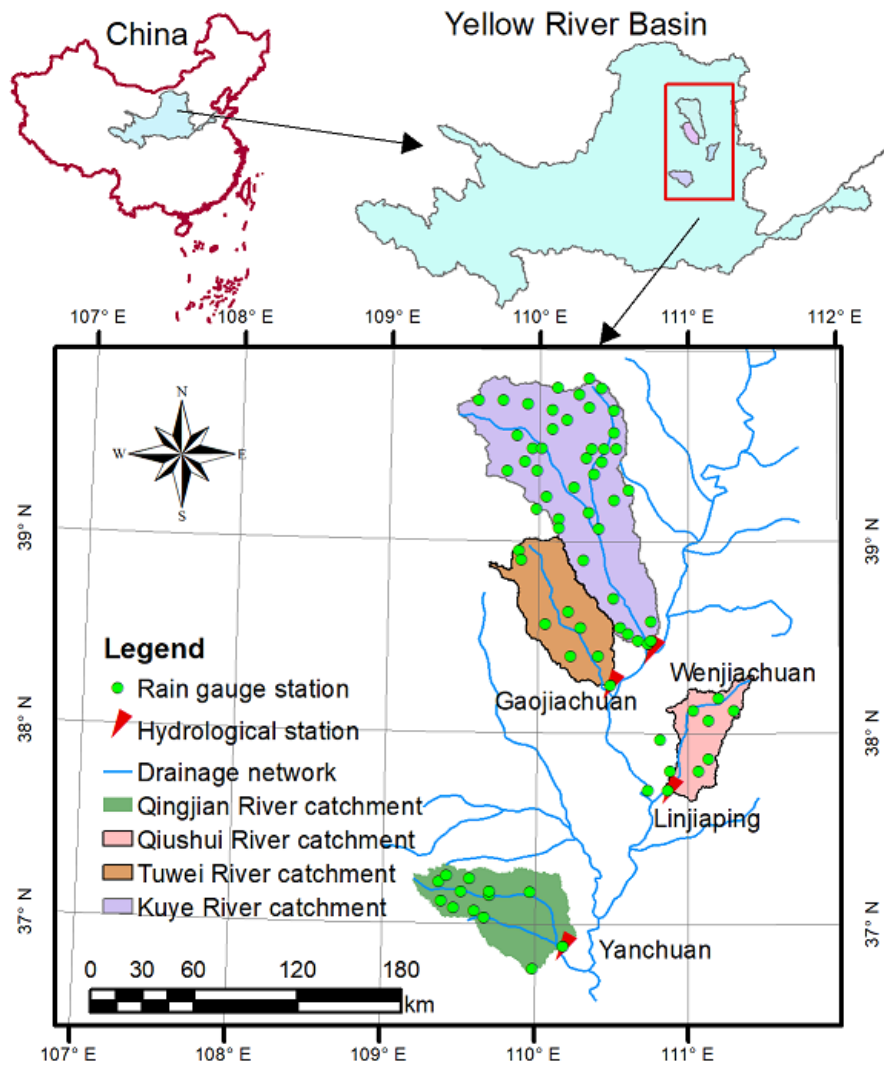 China
Yellow River Basin
107° E 108° E 109° E 110° E 111° E 112° E
N
W E
S
39° N 39° N
Legend
Rain gauge station
Hydrological station
Drainage network
Qingjian River catchment
Qiushui River catchment
Tuwei River catchment
Kuye River catchment
Wenjiachuan
Gaojiachuan
38° N 38° N
Linjiaping
37° N 37° N
Yanchuan
0 30 60 120 180
km
107° E 108° E 109° E 110° E 111° E